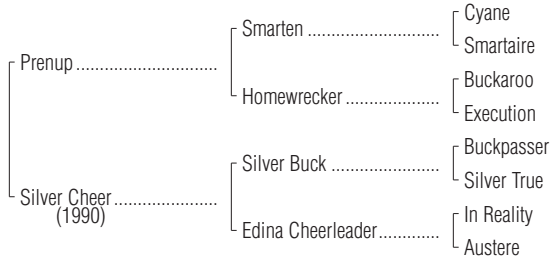 Cyane
Smarten ............................
Smartaire
Prenup ..............................
Buckaroo
Homewrecker ....................
Execution
Buckpasser
Silver Buck .......................
Silver True
Silver Cheer ......................
(1990)
In Reality
Edina Cheerleader.............
Austere